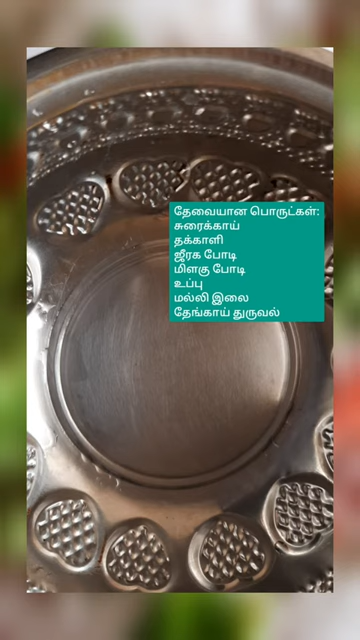 தேவையான பொருட்கள்:
சுரைக்காய்
தக்காளி
ஜீரக போடி
மிளகு போடி
உப்பு
மல்லி இலை
தேங்காய் துருவல்